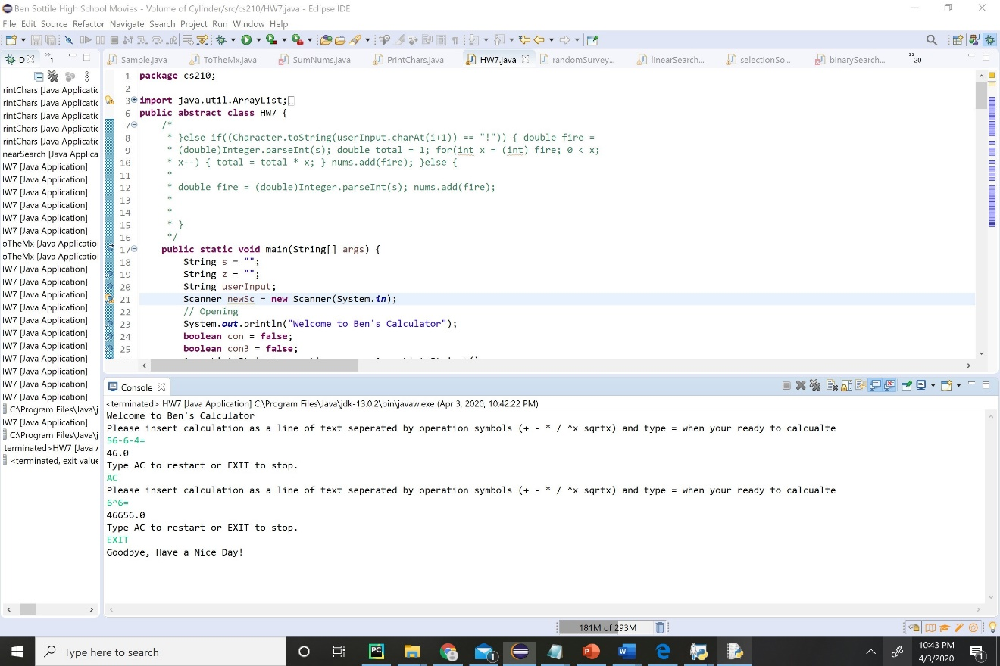 Ben Sottile High School Movies - Volume of Cylinder/src/cs210/HW7.java - Eclipse IDE
File Edit Source Refactor Navigate Search Project Run Window Help
D
1
Sample.java ToTheMx.java SumNums.java PrintChars.java HW7.java randomSurvey... linearSearch... selectionSo... binarySearch... 20
rintChars [Java Applicatic
rintChars [Java Applicatic
rintChars [Java Applicatic
rintChars [Java Applicatic
rintChars [Java Applicatic
nearSearch [Java Applica
IW7 [Java Application]
IW7 [Java Application]
IW7 [Java Application]
IW7 [Java Application]
IW7 [Java Application]
IW7 [Java Application]
oTheMx [Java Applicatio
oTheMx [Java Applicatio
IW7 [Java Application]
IW7 [Java Application]
IW7 [Java Application]
IW7 [Java Application]
IW7 [Java Application]
IW7 [Java Application]
IW7 [Java Application]
IW7 [Java Application]
IW7 [Java Application]
IW7 [Java Application]
IW7 [Java Application]
C:\Program Files\Java\j
IW7 [Java Application]
C:\Program Files\Java\j
terminated>HW7 [Java /
<terminated, exit value
1 package cs210;
2
3 import java.util.ArrayList;
6 public abstract class HW7 {
7 /*
8 * }else if((Character.toString(userInput.charAt(i+1)) == "!")) { double fire =
9 * (double)Integer.parseInt(s); double total = 1; for(int x = (int) fire; 0 < x;
10 * x--) { total = total * x; } nums.add(fire); }else {
11 *
12 * double fire = (double)Integer.parseInt(s); nums.add(fire);
13 *
14 *
15 * }
16 */
17 public static void main(String[] args) {
18 String s = "";
19 String z = "";
20 String userInput;
21 Scanner newSc = new Scanner(System.in);
22 // Opening
23 System.out.println("Welcome to Ben's Calculator");
24 boolean con = false;
25 boolean con3 = false;
Console
<terminated> HW7 [Java Application] C:\Program Files\Java\jdk-13.0.2\bin\javaw.exe (Apr 3, 2020, 10:42:22 PM)
Welcome to Ben's Calculator
Please insert calculation as a line of text seperated by operation symbols (+ - * / ^x sqrtx) and type = when your ready to calcualte
56-6-4=
46.0
Type AC to restart or EXIT to stop.
AC
Please insert calculation as a line of text seperated by operation symbols (+ - * / ^x sqrtx) and type = when your ready to calcualte
6^6=
46656.0
Type AC to restart or EXIT to stop.
EXIT
Goodbye, Have a Nice Day!
181M of 293M
Type here to search
PC
1
P
W
10:43 PM
4/3/2020
1